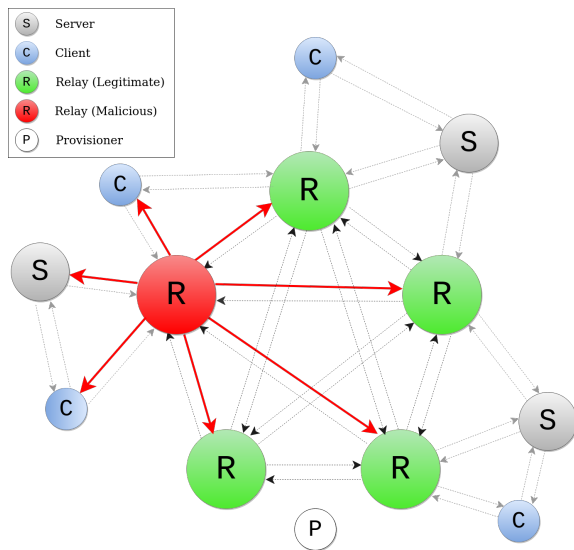 S Server
C Client
R Relay (Legitimate)
R Relay (Malicious)
P Provisioner
C
S
R
C
S
R
R
C
S
R
R
C
P